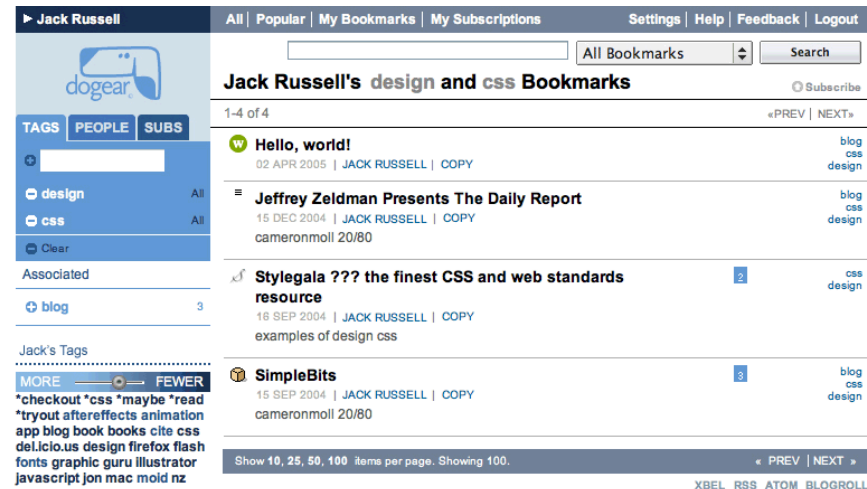 ▶ Jack Russell
All | Popular | My Bookmarks | My Subscriptions
Settings | Help | Feedback | Logout
dogear
All Bookmarks
Search
Jack Russell's design and css Bookmarks
Subscribe
1-4 of 4
«PREV | NEXT»
TAGS PEOPLE SUBS
design All
css All
Clear
Associated
blog 3
Jack's Tags
MORE FEWER
*checkout *css *maybe *read
*tryout aftereffects animation
app blog book books cite css
del.icio.us design firefox flash
fonts graphic guru illustrator
javascript jon mac moid nz
W
Hello, world!
02 APR 2005 | JACK RUSSELL | COPY
blog
css
design
Jeffrey Zeldman Presents The Daily Report
15 DEC 2004 | JACK RUSSELL | COPY
cameronmoll 20/80
blog
css
design
Stylegala ??? the finest CSS and web standards
resource
16 SEP 2004 | JACK RUSSELL | COPY
examples of design css
2
css
design
SimpleBits
15 SEP 2004 | JACK RUSSELL | COPY
cameronmoll 20/80
3
blog
css
design
Show 10, 25, 50, 100 items per page. Showing 100.
« PREV | NEXT »
XBEL RSS ATOM BLOGROLL